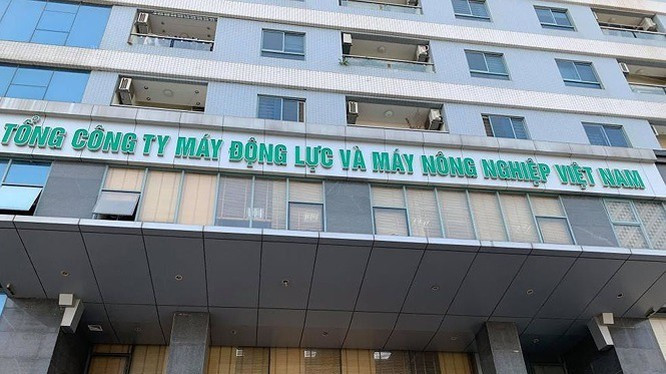 TỔNG CÔNG TY MÁY ĐỘNG LỰC VÀ MÁY NÔNG NGHIỆP VIỆT NAM